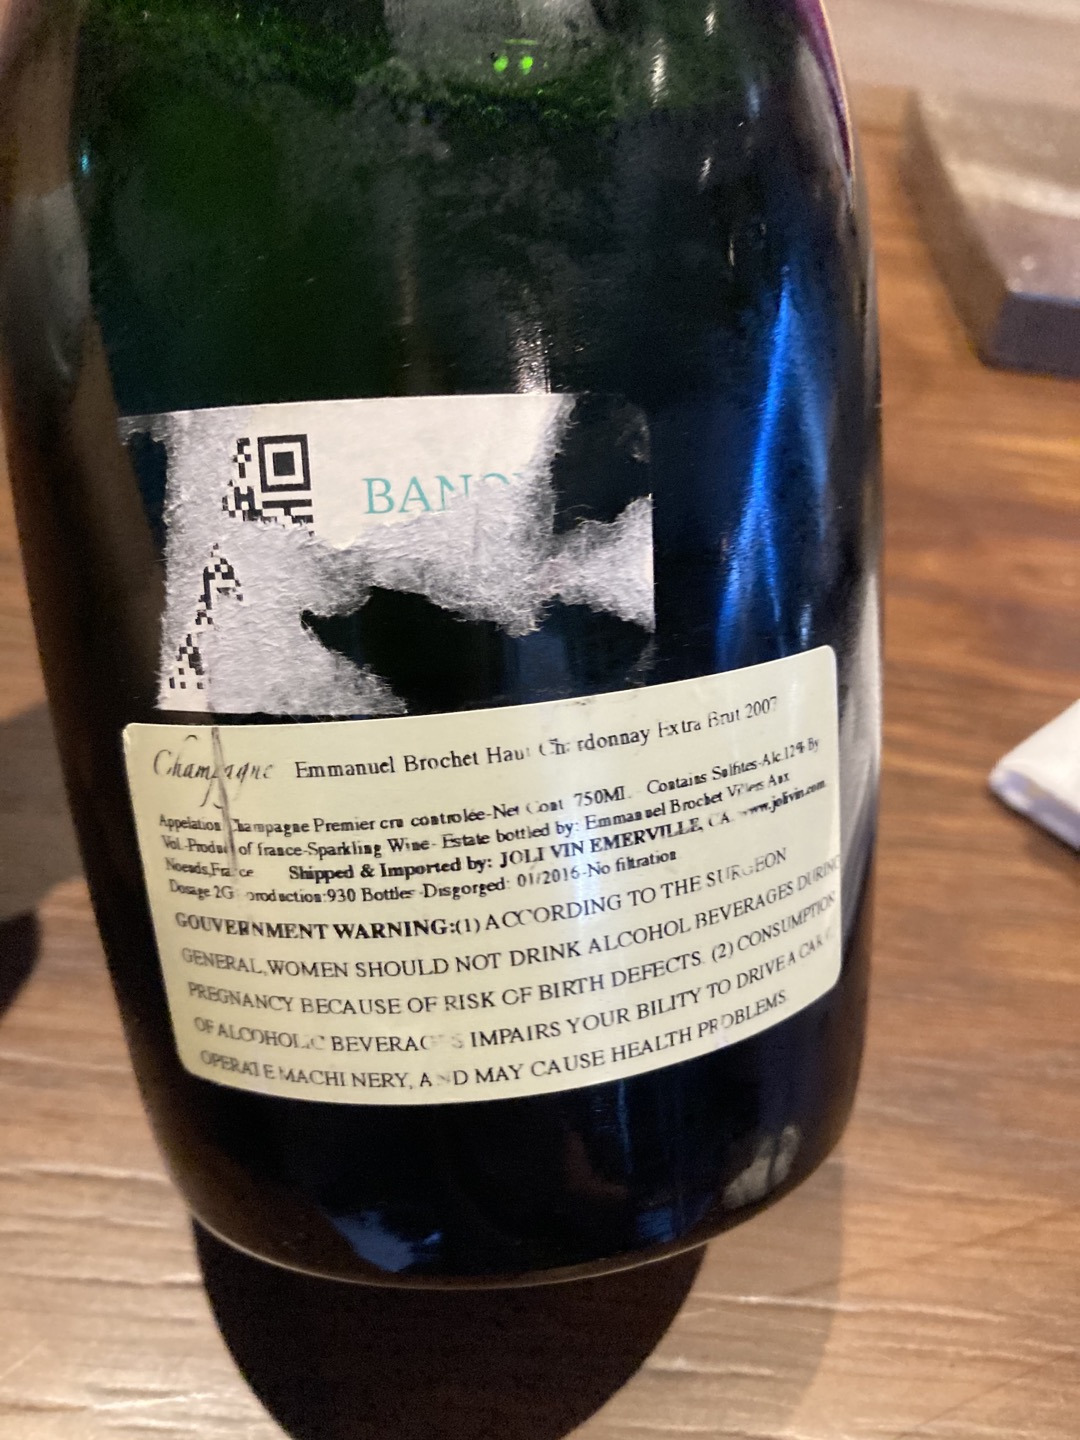 BANQ
Champagne Emmanuel Brochet Haut Chardonnay Extra Brut 2007
Appelation Champagne Premier cru controlée-Net Cont 750ML Contains Sulfites-Alc.12% By
Vol.-Product of france-Sparkling Wine- Estate bottled by: Emmanuel Brochet Villers Aux
Noeuds,France Shipped & Imported by: JOLI VIN EMERVILLE, CA. www.jolivin.com
Dosage 2G production:930 Bottles -Disgorged: 01/2016-No filtration
GOUVERNMENT WARNING:(1) ACCORDING TO THE SURGEON
GENERAL,WOMEN SHOULD NOT DRINK ALCOHOL BEVERAGES DURING
PREGNANCY BECAUSE OF RISK OF BIRTH DEFECTS. (2) CONSUMPTION
OF ALCOHOLIC BEVERAGES IMPAIRS YOUR BILITY TO DRIVE A CAR
OPERATE MACHINERY, AND MAY CAUSE HEALTH PROBLEMS